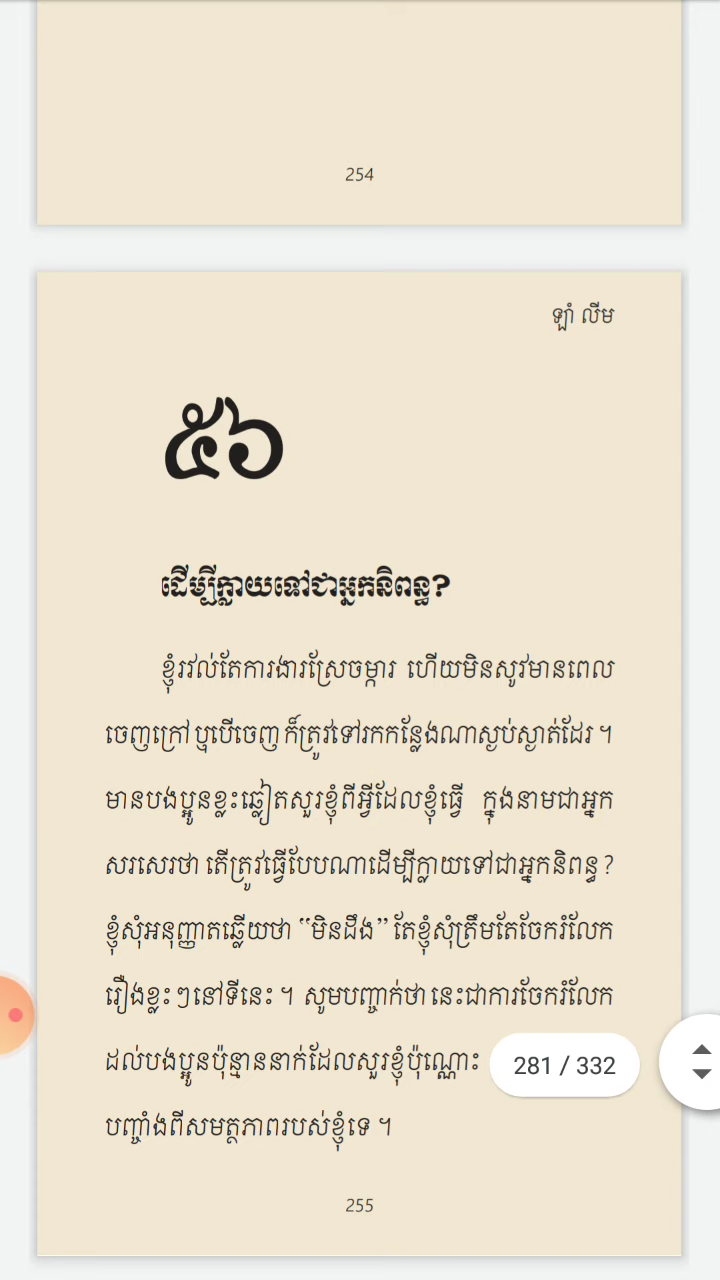 254
ឡាំ លីម
៥៦
ដើម្បីក្លាយទៅជាអ្នកនិពន្ធ?
ខ្ញុំរវល់តែការងារស្រែចម្ការ ហើយមិនសូវមានពេល
ចេញក្រៅ ឬបើចេញ ក៏ត្រូវទៅរកកន្លែងណាស្ងប់ស្ងាត់ដែរ ។
មានបងប្អូនខ្លះឆ្លៀតសួរខ្ញុំពីអ្វីដែលខ្ញុំធ្វើ ក្នុងនាមជាអ្នក
សរសេរថា តើត្រូវធ្វើបែបណាដើម្បីក្លាយទៅជាអ្នកនិពន្ធ ?
ខ្ញុំសុំអនុញ្ញាតឆ្លើយថា “មិនដឹង” តែខ្ញុំសុំត្រឹមតែចែករំលែក
រឿងខ្លះ ៗ នៅទីនេះ ។ សូមបញ្ជាក់ថា នេះជាការចែករំលែក
ដល់បងប្អូនប៉ុន្មាននាក់ដែលសួរខ្ញុំប៉ុណ្ណោះ
281 / 332
បញ្ចាំងពីសមត្ថភាពរបស់ខ្ញុំទេ ។
255